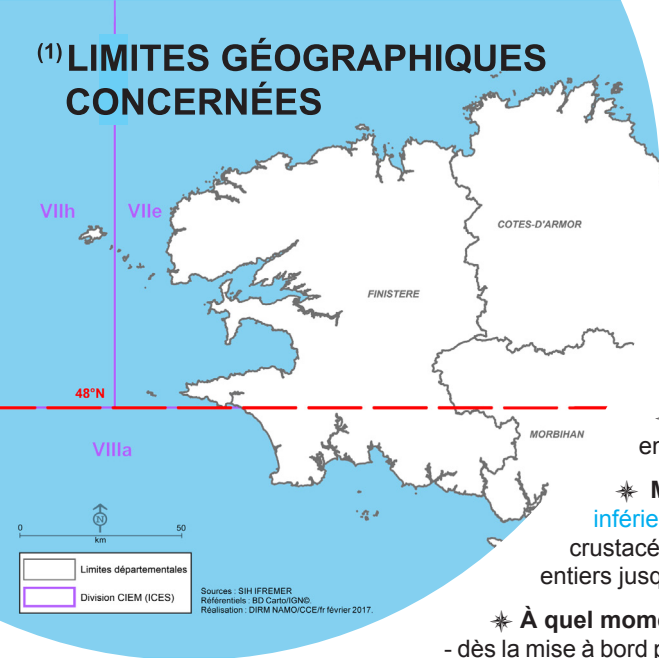 (1) LIMITES GÉOGRAPHIQUES
CONCERNÉES
VIIh
VIIe
COTES-D'ARMOR
FINISTERE
48°N
MORBIHAN
VIIIa
N
0
50
km
Limites départementales
Division CIEM (ICES)
Sources : SIH IFREMER
Référentiels : BD Carto/IGN©.
Réalisation : DIRM NAMO/CCE/fr février 2017.
en
M
inférie
crustacé
entiers jusq
À quel mome
- dès la mise à bord p